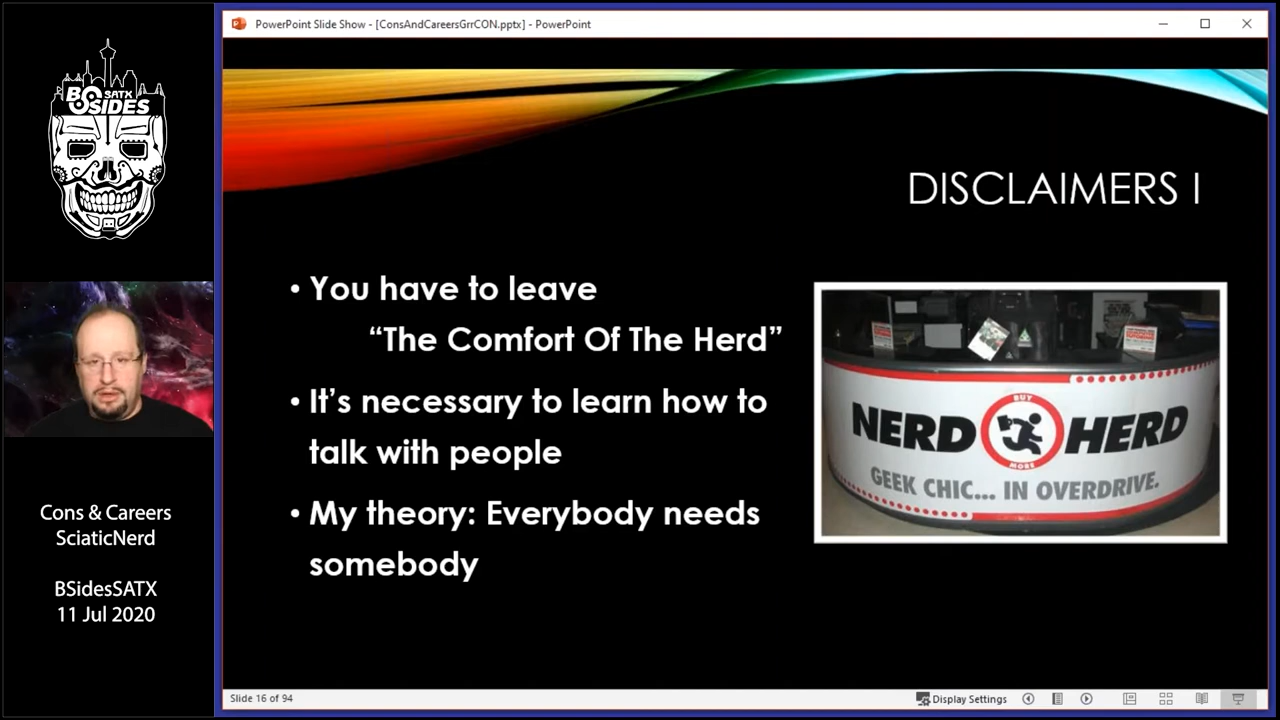 PowerPoint Slide Show - [ConsAndCareersGrrCON.pptx] - PowerPoint
BSIDES
SATX
DISCLAIMERS I
• You have to leave
“The Comfort Of The Herd”
• It’s necessary to learn how to
talk with people
• My theory: Everybody needs
somebody
NERD
BUY
MORE
HERD
GEEK CHIC... IN OVERDRIVE.
Cons & Careers
SciaticNerd
BSidesSATX
11 Jul 2020
Slide 16 of 94
Display Settings